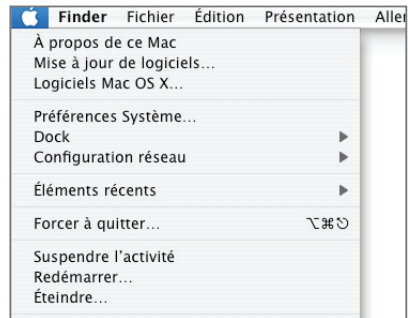 Finder Fichier Édition Présentation Aller
À propos de ce Mac
Mise à jour de logiciels...
Logiciels Mac OS X...
Préférences Système...
Dock
Configuration réseau
Éléments récents
Forcer à quitter... ⌥⌘⎋
Suspendre l'activité
Redémarrer...
Éteindre...